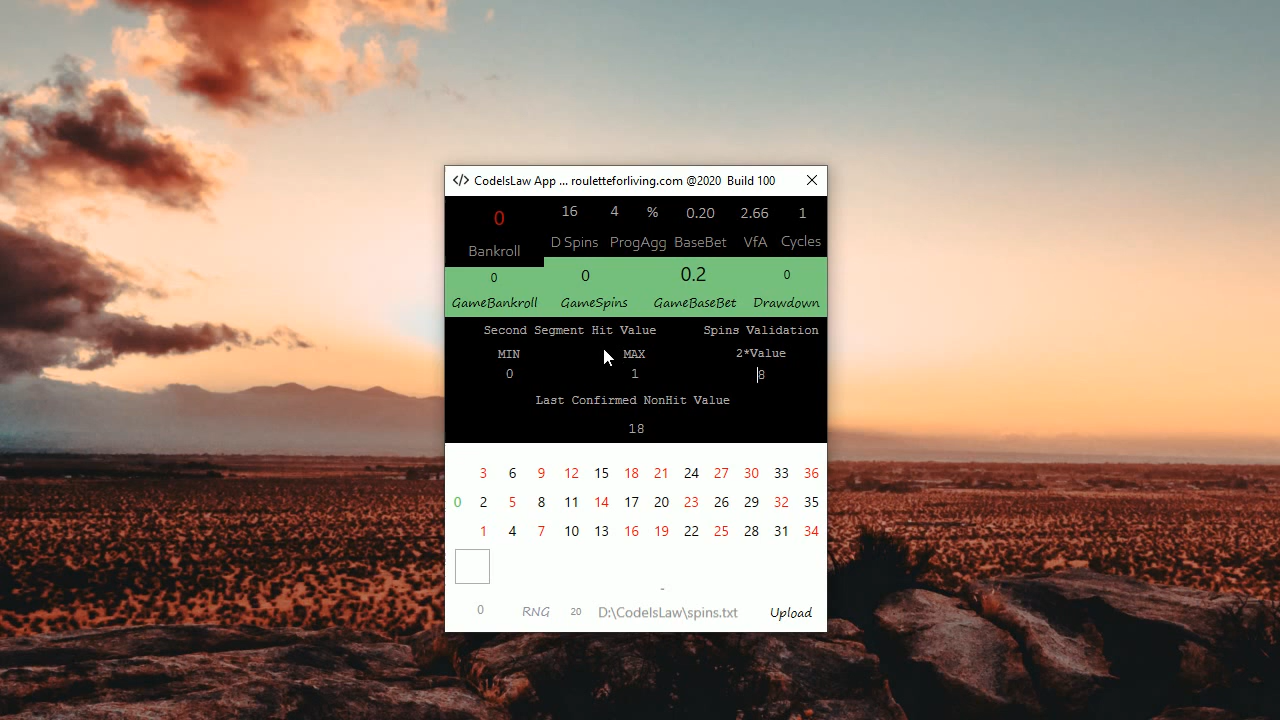 </> CodeIsLaw App ... rouletteforliving.com @2020 Build 100
0 16 4 % 0.20 2.66 1
Bankroll D Spins ProgAgg BaseBet VfA Cycles
0 0 0.2 0
GameBankroll GameSpins GameBaseBet Drawdown
Second Segment Hit Value Spins Validation
MIN MAX 2*Value
0 1 8
Last Confirmed NonHit Value
18
3 6 9 12 15 18 21 24 27 30 33 36
0 2 5 8 11 14 17 20 23 26 29 32 35
1 4 7 10 13 16 19 22 25 28 31 34
-
0 RNG 20 D:\CodeIsLaw\spins.txt Upload